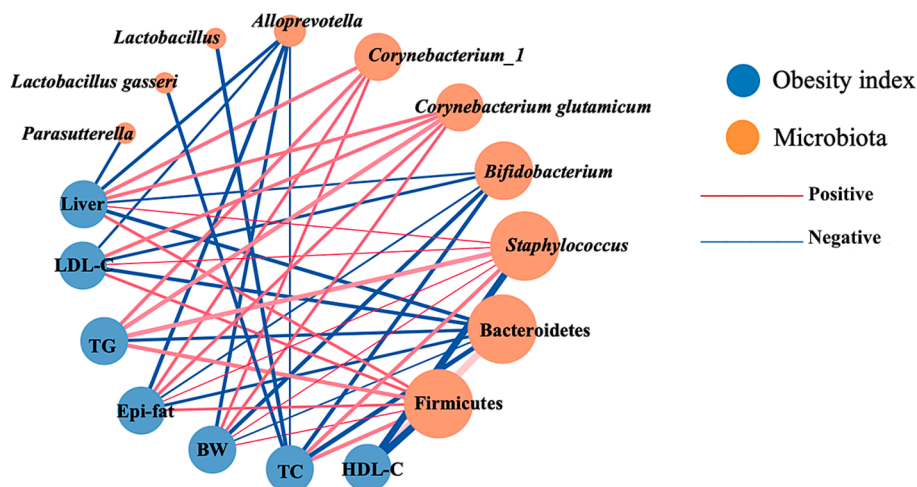 Alloprevotella
Lactobacillus
Corynebacterium_1
Lactobacillus gasseri
Corynebacterium glutamicum
Parasutterella
Bifidobacterium
Liver
Staphylococcus
LDL-C
Bacteroidetes
TG
Firmicutes
Epi-fat
BW
TC
HDL-C
Obesity index
Microbiota
Positive
Negative